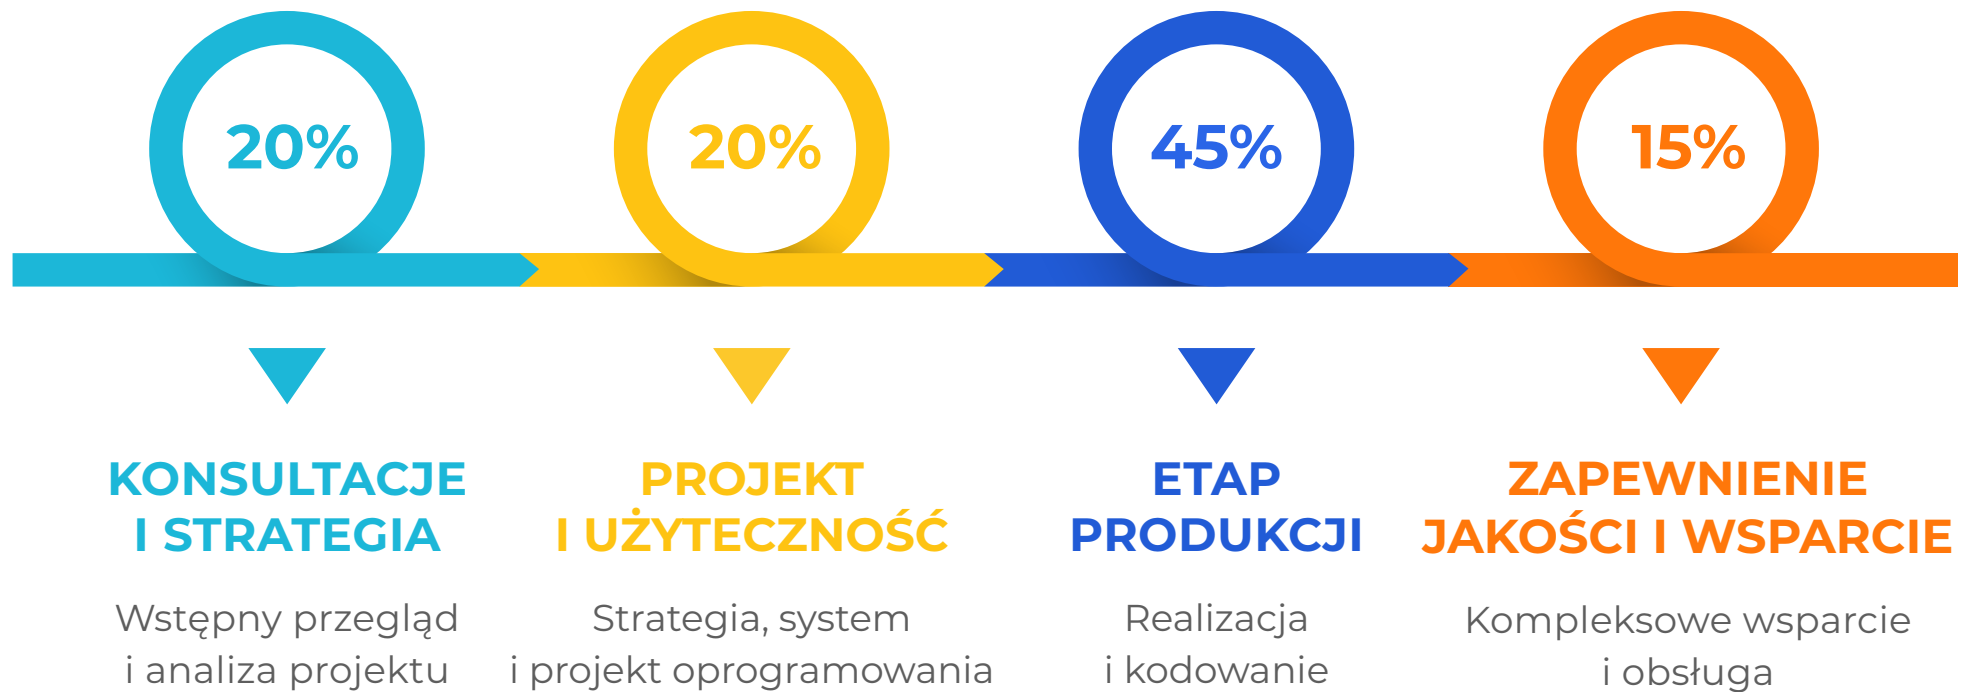 20%
20%
45%
15%
KONSULTACJE
I STRATEGIA
Wstępny przegląd
i analiza projektu
PROJEKT
I UŻYTECZNOŚĆ
Strategia, system
i projekt oprogramowania
ETAP
PRODUKCJI
Realizacja
i kodowanie
ZAPEWNIENIE
JAKOŚCI I WSPARCIE
Kompleksowe wsparcie
i obsługa